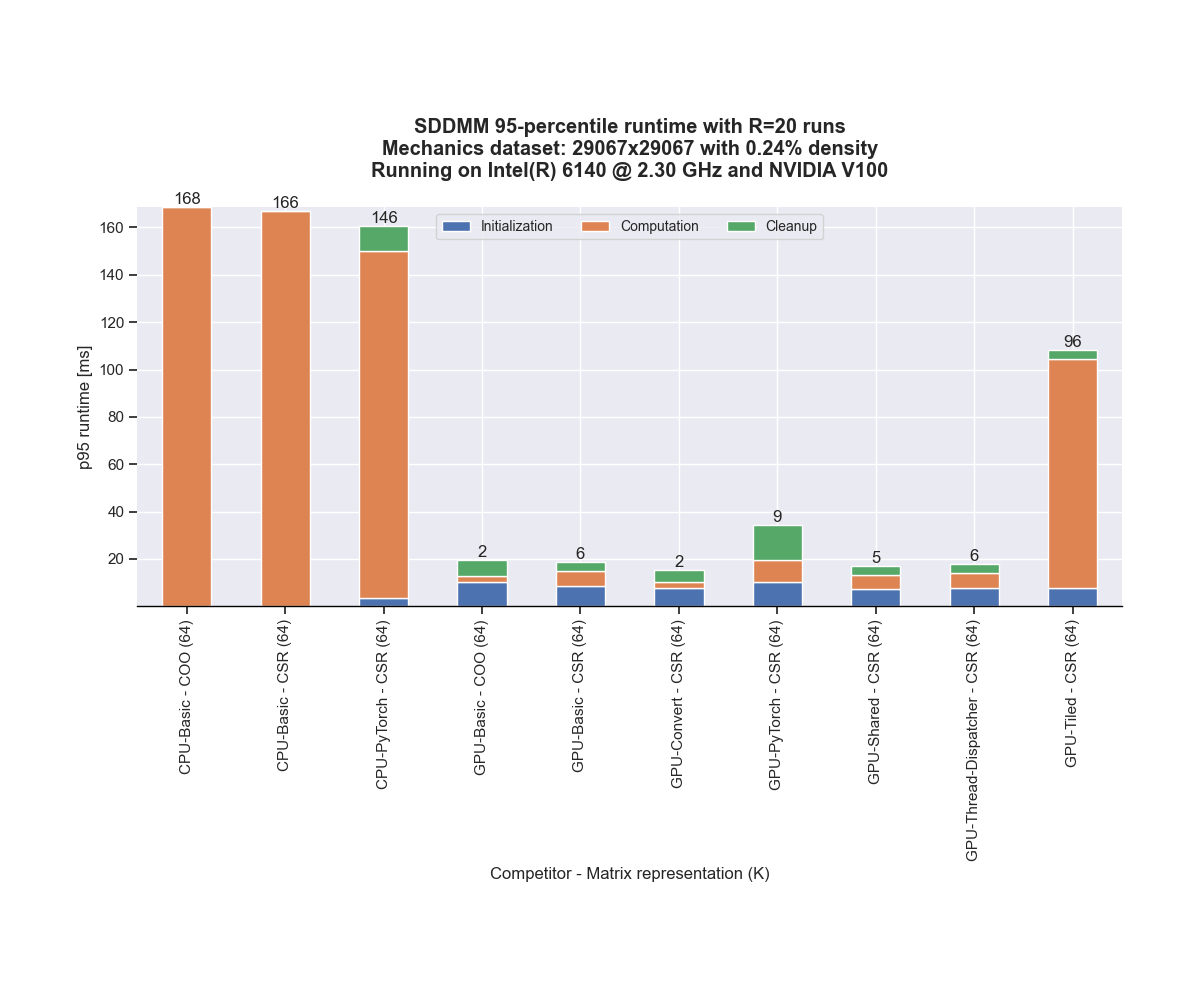 SDDMM 95-percentile runtime with R=20 runs
Mechanics dataset: 29067x29067 with 0.24% density
Running on Intel(R) 6140 @ 2.30 GHz and NVIDIA V100
168
166
146
2
6
2
9
5
6
96
Initialization Computation Cleanup
p95 runtime [ms]
160
140
120
100
80
60
40
20
CPU-Basic - COO (64)
CPU-Basic - CSR (64)
CPU-PyTorch - CSR (64)
GPU-Basic - COO (64)
GPU-Basic - CSR (64)
GPU-Convert - CSR (64)
GPU-PyTorch - CSR (64)
GPU-Shared - CSR (64)
GPU-Thread-Dispatcher - CSR (64)
GPU-Tiled - CSR (64)
Competitor - Matrix representation (K)